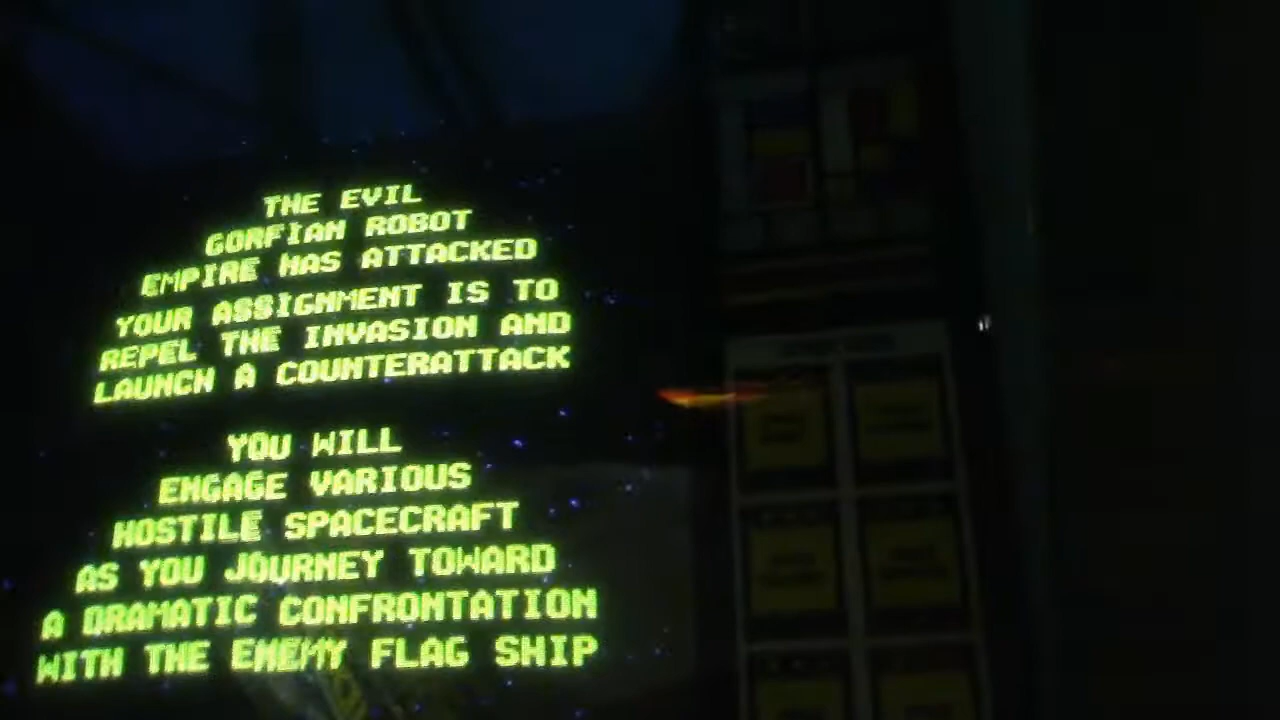 THE EVIL
GORFIAN ROBOT
EMPIRE HAS ATTACKED
YOUR ASSIGNMENT IS TO
REPEL THE INVASION AND
LAUNCH A COUNTERATTACK
YOU WILL
ENGAGE VARIOUS
HOSTILE SPACECRAFT
AS YOU JOURNEY TOWARD
A DRAMATIC CONFRONTATION
WITH THE ENEMY FLAG SHIP